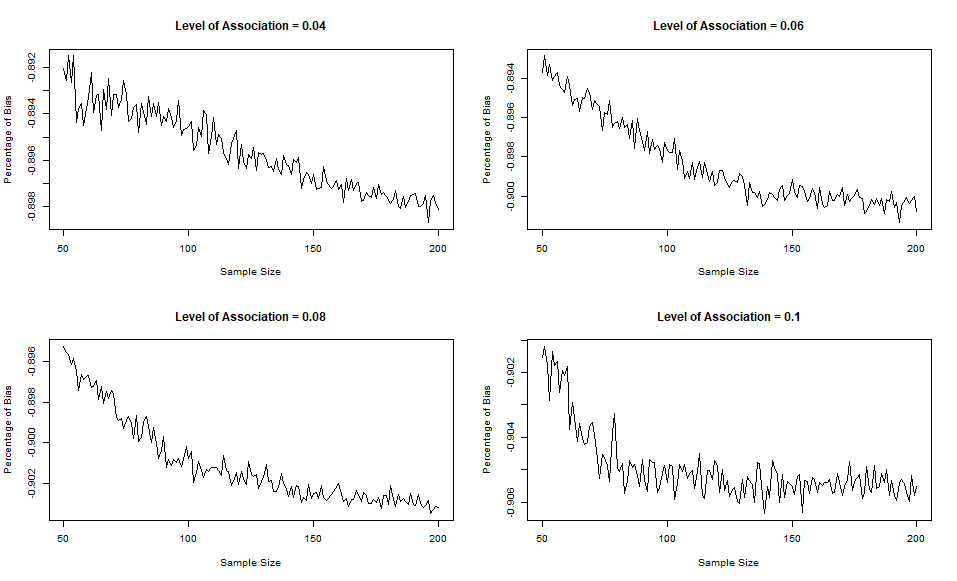 Level of Association = 0.04
Percentage of Bias
-0.892
-0.894
-0.896
-0.898
50 100 150 200
Sample Size
Level of Association = 0.06
Percentage of Bias
-0.894
-0.896
-0.898
-0.900
50 100 150 200
Sample Size
Level of Association = 0.08
Percentage of Bias
-0.896
-0.898
-0.900
-0.902
50 100 150 200
Sample Size
Level of Association = 0.1
Percentage of Bias
-0.902
-0.904
-0.906
50 100 150 200
Sample Size